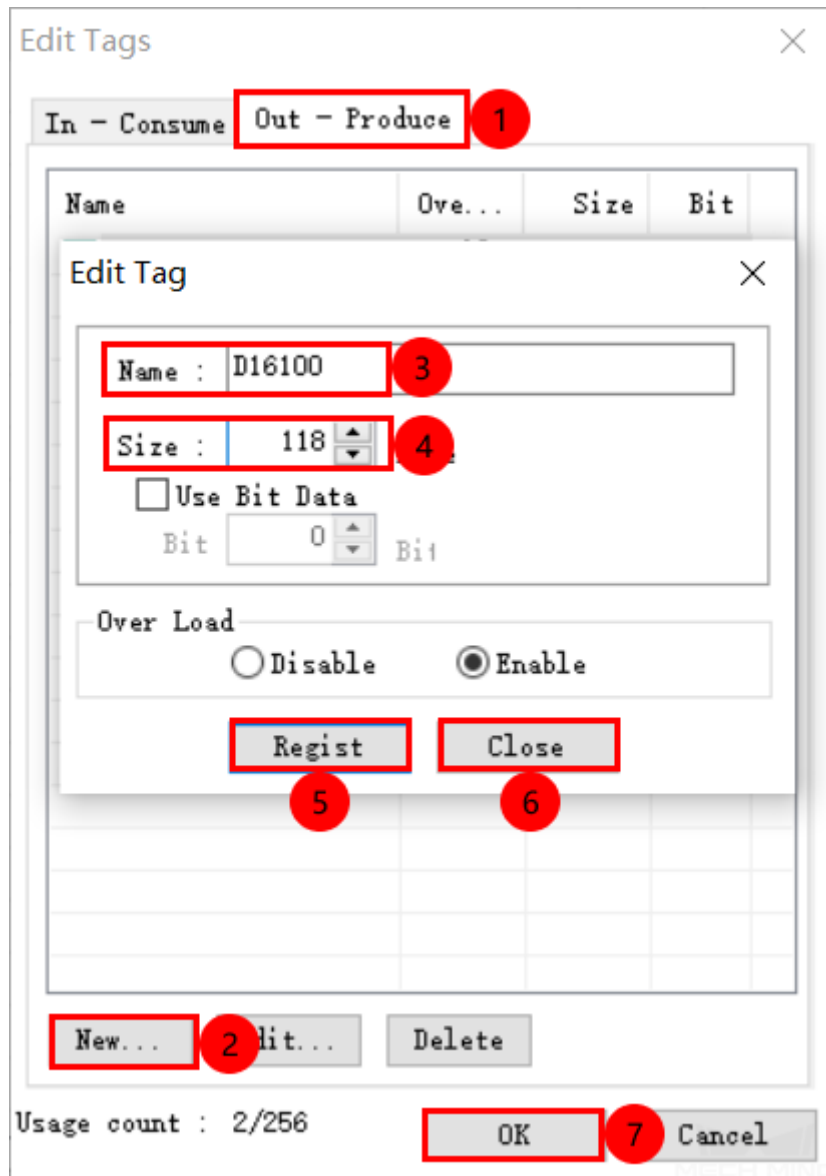 Edit Tags
In - Consume Out - Produce 1
Name Ove... Size Bit
Edit Tag
Name : D16100 3
Size : 118 4
Use Bit Data
Bit 0 Bit
Over Load
Disable Enable
Regist Close
5 6
New... 2 dit... Delete
Usage count : 2/256 OK 7 Cancel